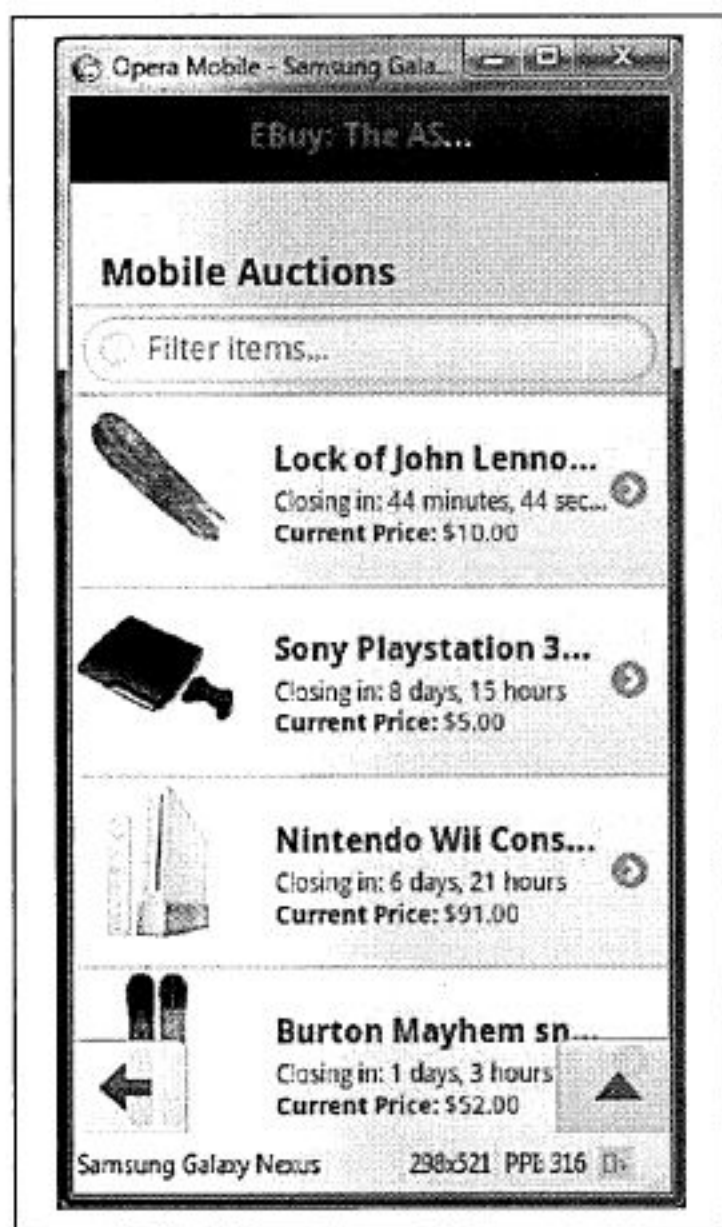 Opera Mobile - Samsung Gala...
EBuy: The AS...
Mobile Auctions
Filter items...
Lock of John Lenno...
Closing in: 44 minutes, 44 sec...
Current Price: $10.00
Sony Playstation 3...
Closing in: 8 days, 15 hours
Current Price: $5.00
Nintendo Wii Cons...
Closing in: 6 days, 21 hours
Current Price: $91.00
Burton Mayhem sn...
Closing in: 1 days, 3 hours
Current Price: $52.00
Samsung Galaxy Nexus 298x521 PPI: 316